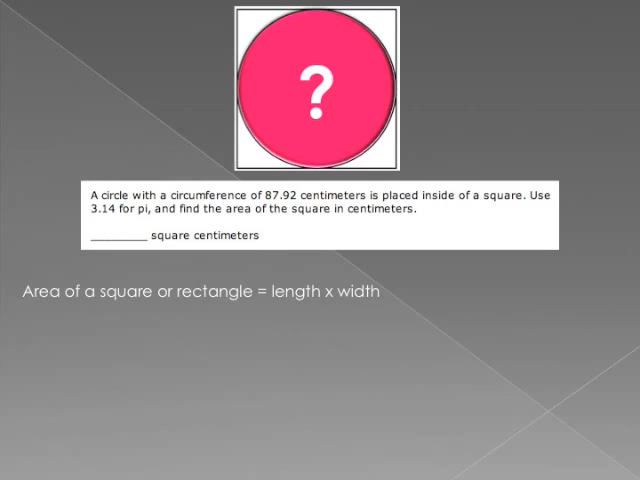 ?
A circle with a circumference of 87.92 centimeters is placed inside of a square. Use
3.14 for pi, and find the area of the square in centimeters.
_________ square centimeters
Area of a square or rectangle = length x width